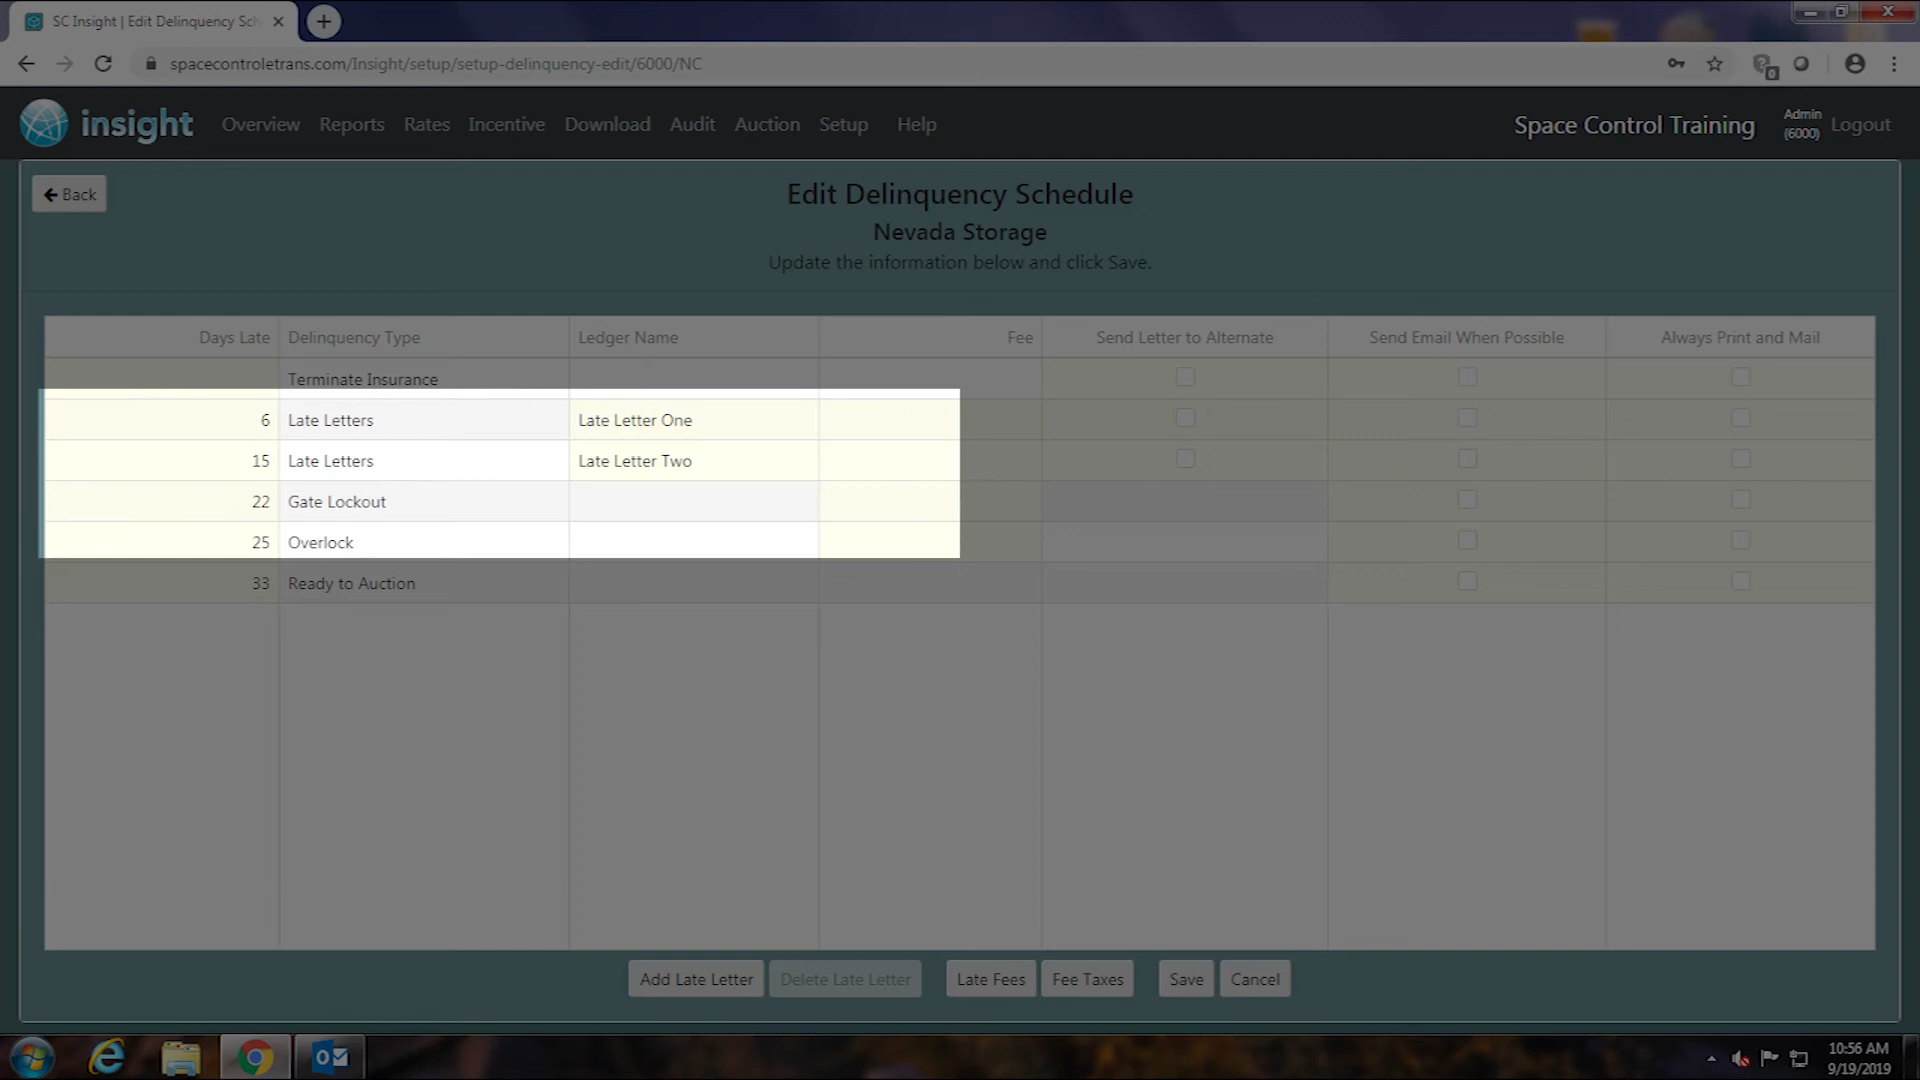 SC Insight | Edit Delinquency Sch
spacecontroletrans.com/Insight/setup/setup-delinquency-edit/6000/NC
insight
Overview Reports Rates Incentive Download Audit Auction Setup Help
Space Control Training
Admin
(6000)
Logout
Back
Edit Delinquency Schedule
Nevada Storage
Update the information below and click Save.
Days Late Delinquency Type Ledger Name Fee Send Letter to Alternate Send Email When Possible Always Print and Mail
Terminate Insurance
6 Late Letters Late Letter One
15 Late Letters Late Letter Two
22 Gate Lockout
25 Overlock
33 Ready to Auction
Add Late Letter Delete Late Letter Late Fees Fee Taxes Save Cancel
10:56 AM
9/19/2019